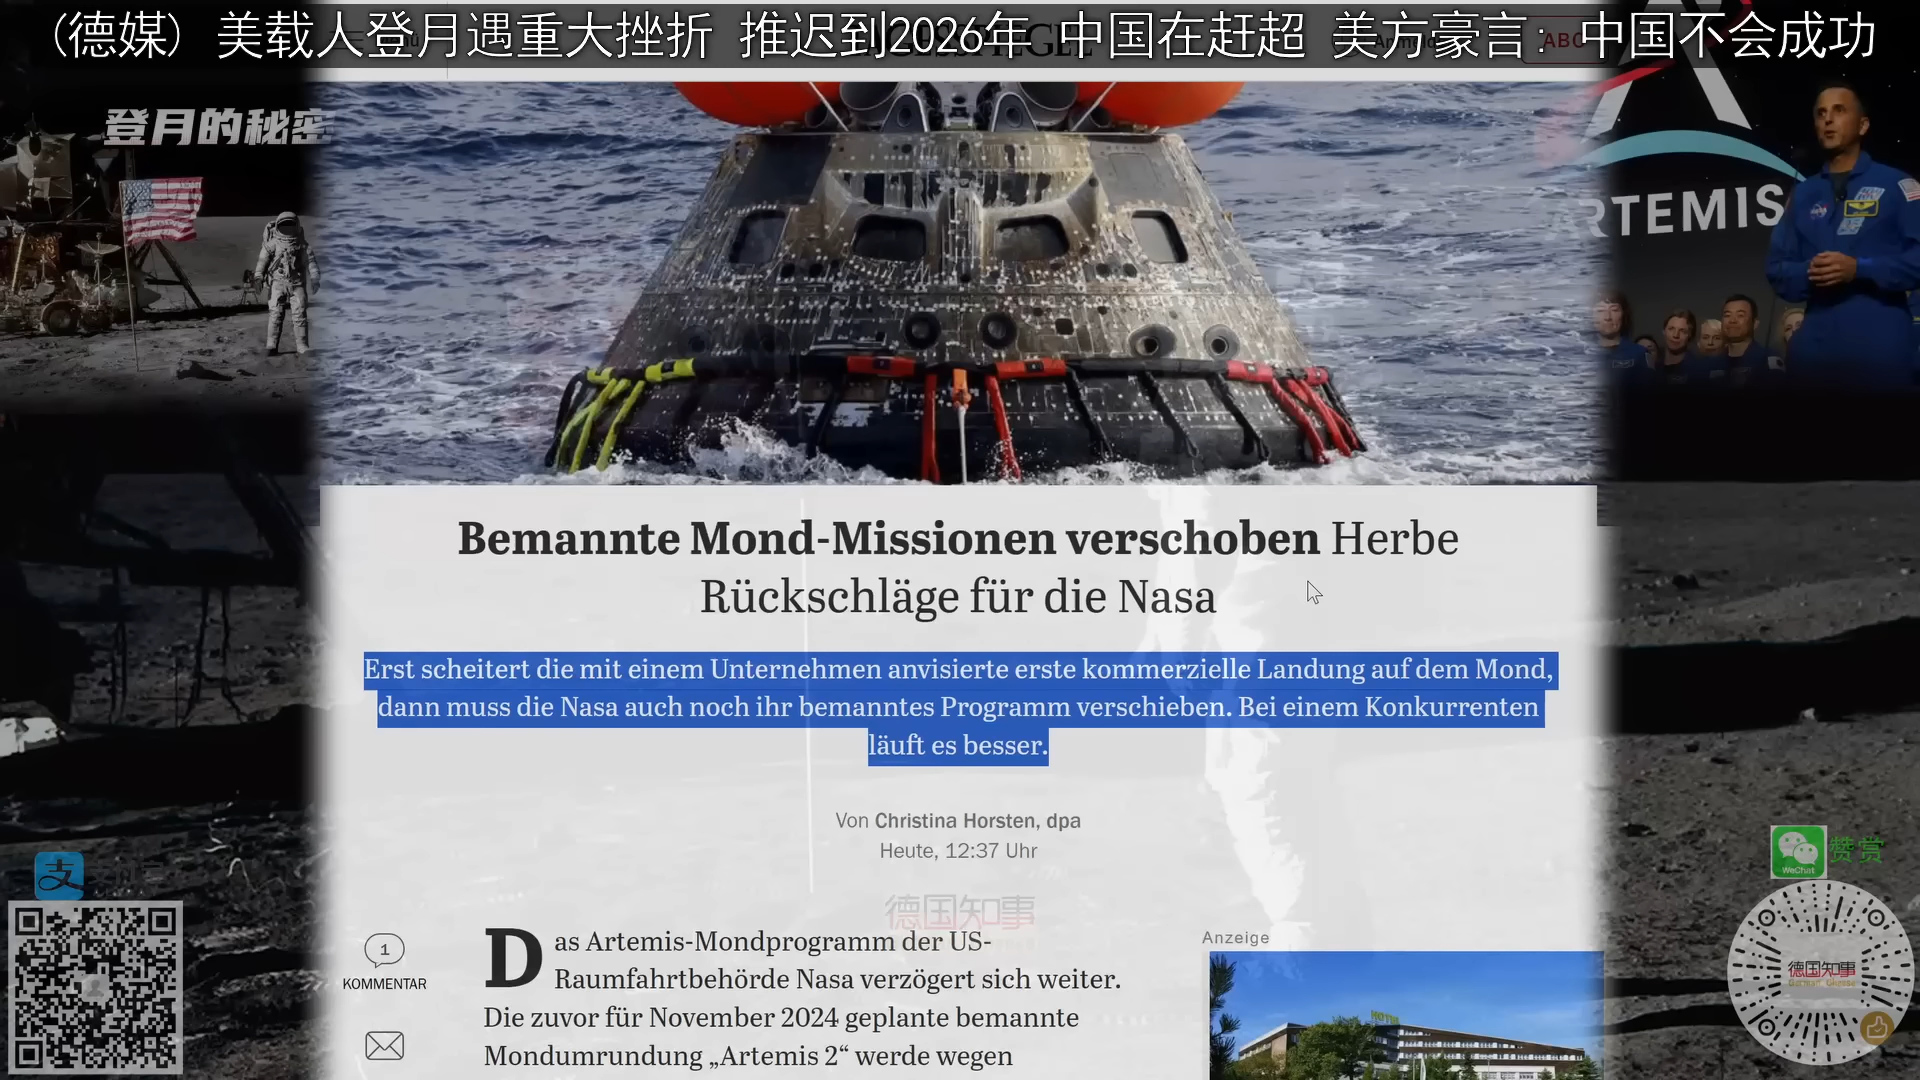 (德媒) 美载人登月遇重大挫折 推迟到2026年 中国在赶超 美方豪言：中国不会成功
登月的秘密
ARTEMIS
Bemannte Mond-Missionen verschoben Herbe
Rückschläge für die Nasa
Erst scheitert die mit einem Unternehmen anvisierte erste kommerzielle Landung auf dem Mond,
dann muss die Nasa auch noch ihr bemanntes Programm verschieben. Bei einem Konkurrenten
läuft es besser.
Von Christina Horsten, dpa
Heute, 12:37 Uhr
德国知事
1
KOMMENTAR
Das Artemis-Mondprogramm der US-
Raumfahrtbehörde Nasa verzögert sich weiter.
Die zuvor für November 2024 geplante bemannte
Mondumrundung „Artemis 2“ werde wegen
Anzeige
HOTEL
支
WeChat
赞赏
德国知事